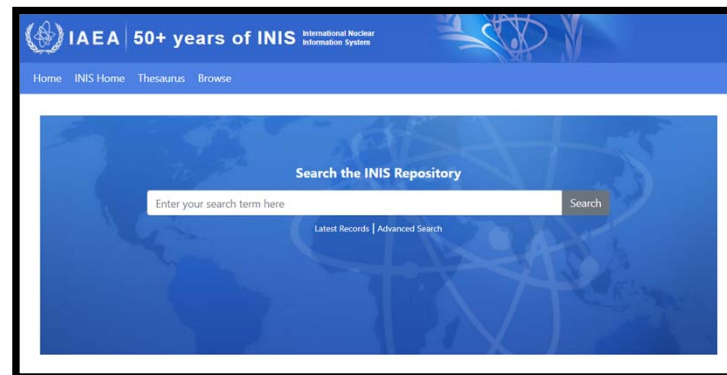 IAEA 50+ years of INIS International Nuclear
Information System
Home INIS Home Thesaurus Browse
Search the INIS Repository
Enter your search term here Search
Latest Records | Advanced Search